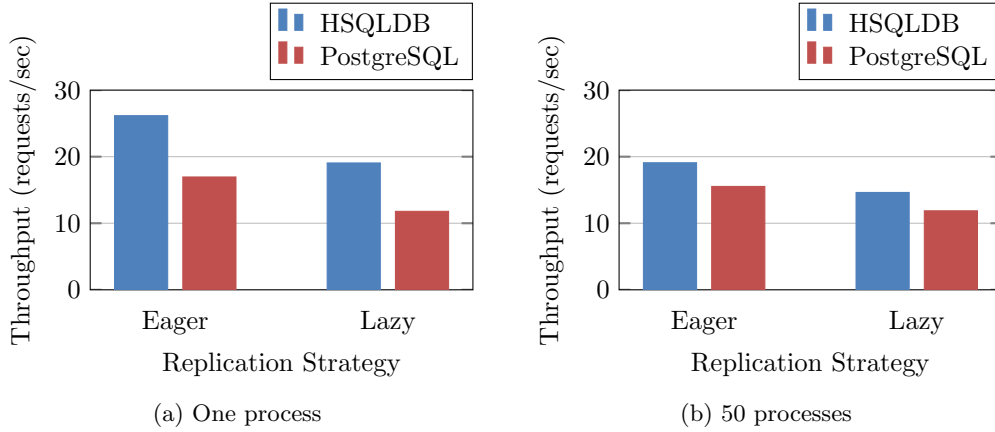 HSQLDB
PostgreSQL
Throughput (requests/sec)
30
20
10
0
Eager
Lazy
Replication Strategy
(a) One process
HSQLDB
PostgreSQL
Throughput (requests/sec)
30
20
10
0
Eager
Lazy
Replication Strategy
(b) 50 processes